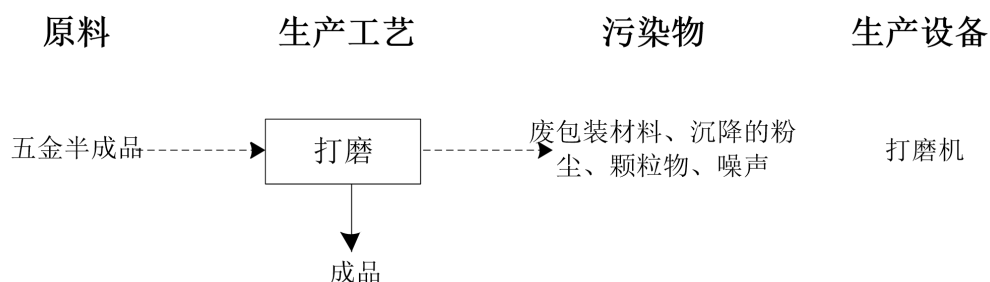 原料 生产工艺 污染物 生产设备
五金半成品 打磨 废包装材料、沉降的粉 打磨机
尘、颗粒物、噪声
成品